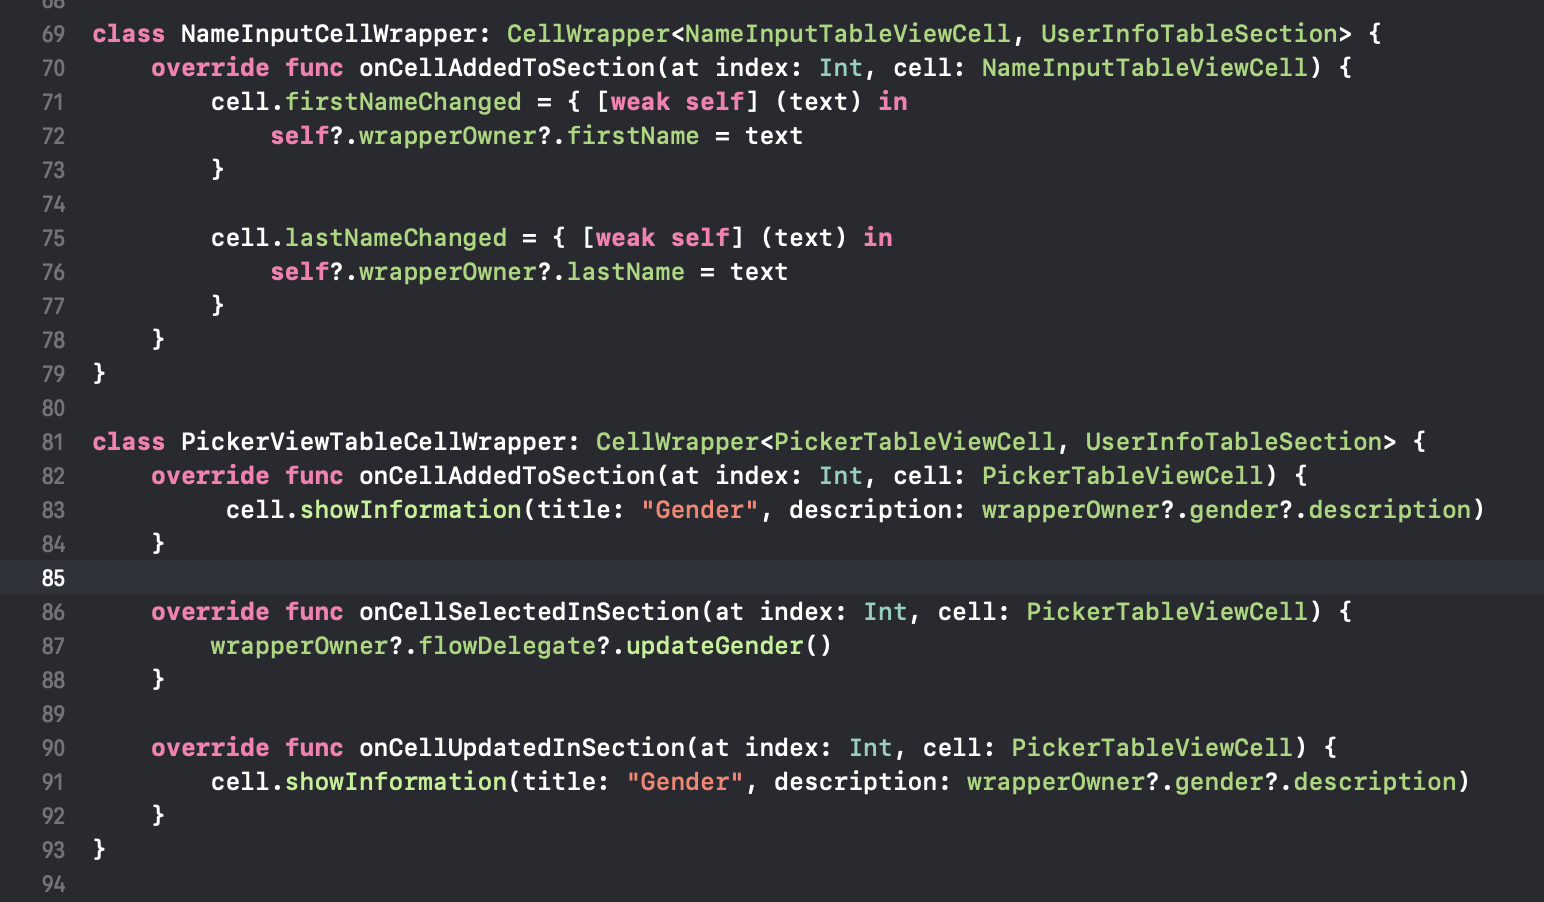 68
69 class NameInputCellWrapper: CellWrapper<NameInputTableViewCell, UserInfoTableSection> {
70     override func onCellAddedToSection(at index: Int, cell: NameInputTableViewCell) {
71         cell.firstNameChanged = { [weak self] (text) in
72             self?.wrapperOwner?.firstName = text
73         }
74
75         cell.lastNameChanged = { [weak self] (text) in
76             self?.wrapperOwner?.lastName = text
77         }
78     }
79 }
80
81 class PickerViewTableCellWrapper: CellWrapper<PickerTableViewCell, UserInfoTableSection> {
82     override func onCellAddedToSection(at index: Int, cell: PickerTableViewCell) {
83          cell.showInformation(title: "Gender", description: wrapperOwner?.gender?.description)
84     }
85
86     override func onCellSelectedInSection(at index: Int, cell: PickerTableViewCell) {
87         wrapperOwner?.flowDelegate?.updateGender()
88     }
89
90     override func onCellUpdatedInSection(at index: Int, cell: PickerTableViewCell) {
91         cell.showInformation(title: "Gender", description: wrapperOwner?.gender?.description)
92     }
93 }
94